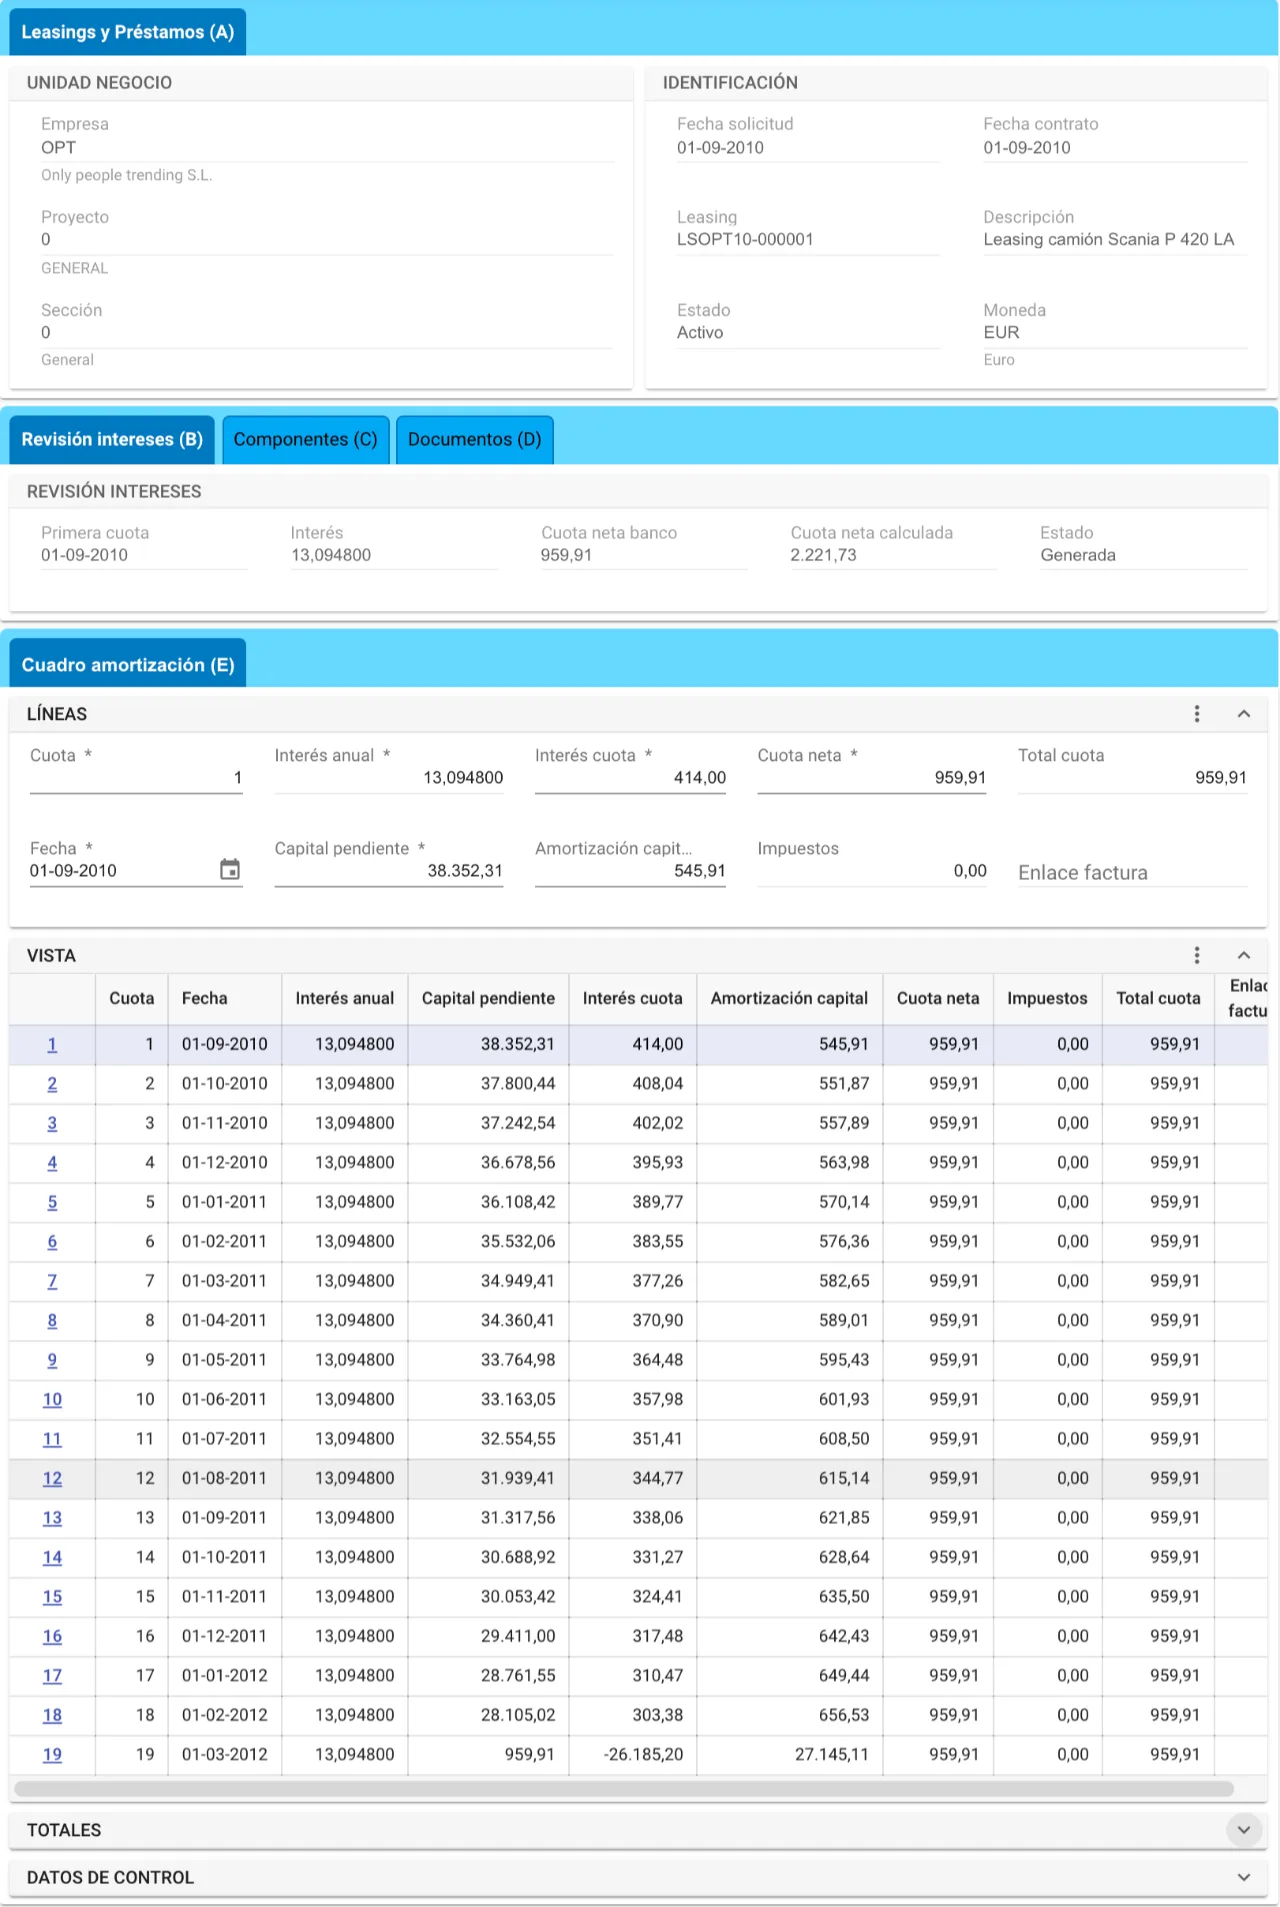 Leasings y Préstamos (A)
UNIDAD NEGOCIO
Empresa
OPT
Only people trending S.L.
Proyecto
0
GENERAL
Sección
0
General
IDENTIFICACIÓN
Fecha solicitud Fecha contrato
01-09-2010 01-09-2010
Leasing Descripción
LSOPT10-000001 Leasing camión Scania P 420 LA
Estado Moneda
Activo EUR
Euro
Revisión intereses (B) Componentes (C) Documentos (D)
REVISIÓN INTERESES
Primera cuota Interés Cuota neta banco Cuota neta calculada Estado
01-09-2010 13,094800 959,91 2.221,73 Generada
Cuadro amortización (E)
LÍNEAS
Cuota * Interés anual * Interés cuota * Cuota neta * Total cuota
1 13,094800 414,00 959,91 959,91
Fecha * Capital pendiente * Amortización capit... Impuestos
01-09-2010 38.352,31 545,91 0,00 Enlace factura
VISTA
Cuota Fecha Interés anual Capital pendiente Interés cuota Amortización capital Cuota neta Impuestos Total cuota Enlac
factu
1 1 01-09-2010 13,094800 38.352,31 414,00 545,91 959,91 0,00 959,91
2 2 01-10-2010 13,094800 37.800,44 408,04 551,87 959,91 0,00 959,91
3 3 01-11-2010 13,094800 37.242,54 402,02 557,89 959,91 0,00 959,91
4 4 01-12-2010 13,094800 36.678,56 395,93 563,98 959,91 0,00 959,91
5 5 01-01-2011 13,094800 36.108,42 389,77 570,14 959,91 0,00 959,91
6 6 01-02-2011 13,094800 35.532,06 383,55 576,36 959,91 0,00 959,91
7 7 01-03-2011 13,094800 34.949,41 377,26 582,65 959,91 0,00 959,91
8 8 01-04-2011 13,094800 34.360,41 370,90 589,01 959,91 0,00 959,91
9 9 01-05-2011 13,094800 33.764,98 364,48 595,43 959,91 0,00 959,91
10 10 01-06-2011 13,094800 33.163,05 357,98 601,93 959,91 0,00 959,91
11 11 01-07-2011 13,094800 32.554,55 351,41 608,50 959,91 0,00 959,91
12 12 01-08-2011 13,094800 31.939,41 344,77 615,14 959,91 0,00 959,91
13 13 01-09-2011 13,094800 31.317,56 338,06 621,85 959,91 0,00 959,91
14 14 01-10-2011 13,094800 30.688,92 331,27 628,64 959,91 0,00 959,91
15 15 01-11-2011 13,094800 30.053,42 324,41 635,50 959,91 0,00 959,91
16 16 01-12-2011 13,094800 29.411,00 317,48 642,43 959,91 0,00 959,91
17 17 01-01-2012 13,094800 28.761,55 310,47 649,44 959,91 0,00 959,91
18 18 01-02-2012 13,094800 28.105,02 303,38 656,53 959,91 0,00 959,91
19 19 01-03-2012 13,094800 959,91 -26.185,20 27.145,11 959,91 0,00 959,91
TOTALES
DATOS DE CONTROL